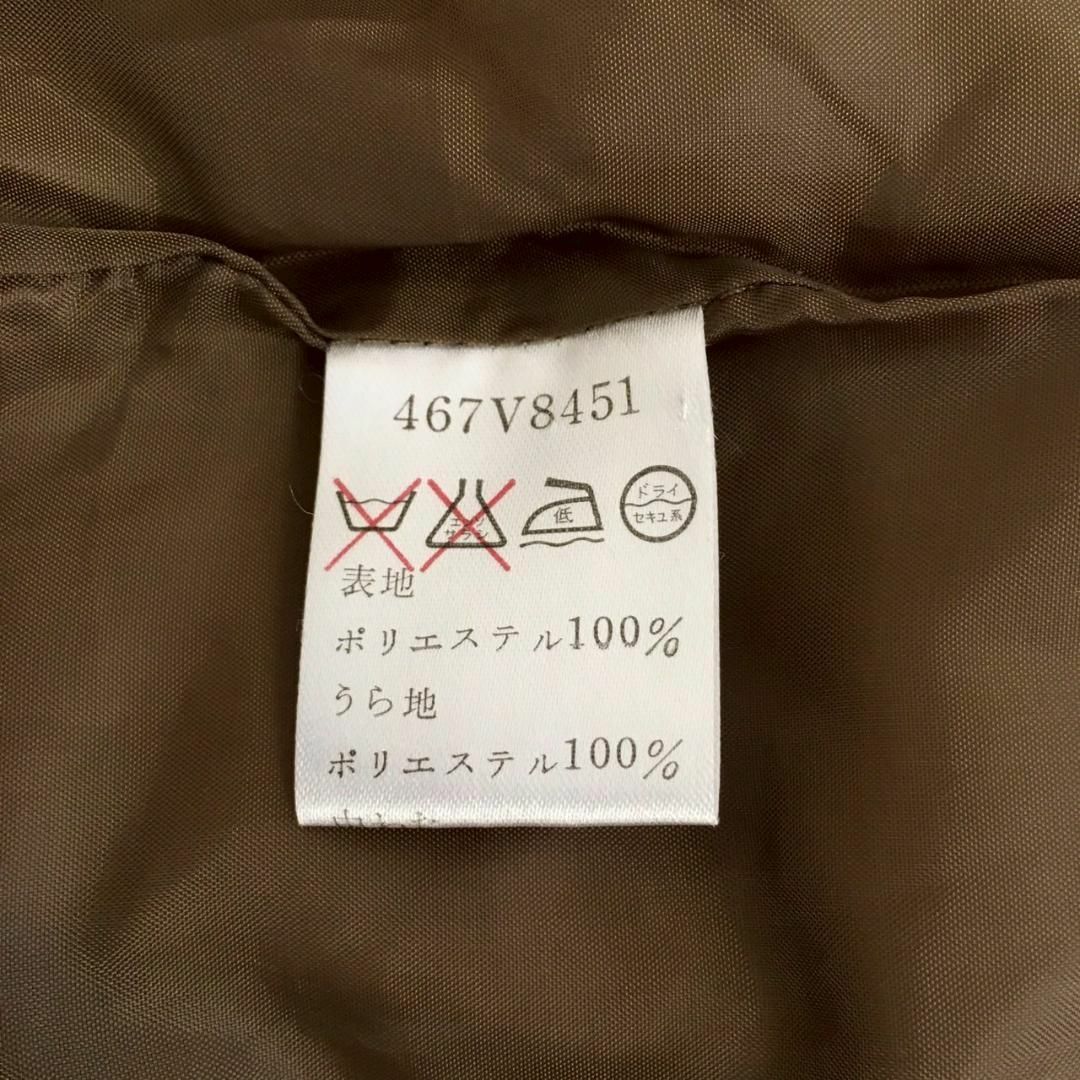 467V8451
エンソ
サラシ
低
ドライ
セキユ系
表地
ポリエステル100%
うら地
ポリエステル100%